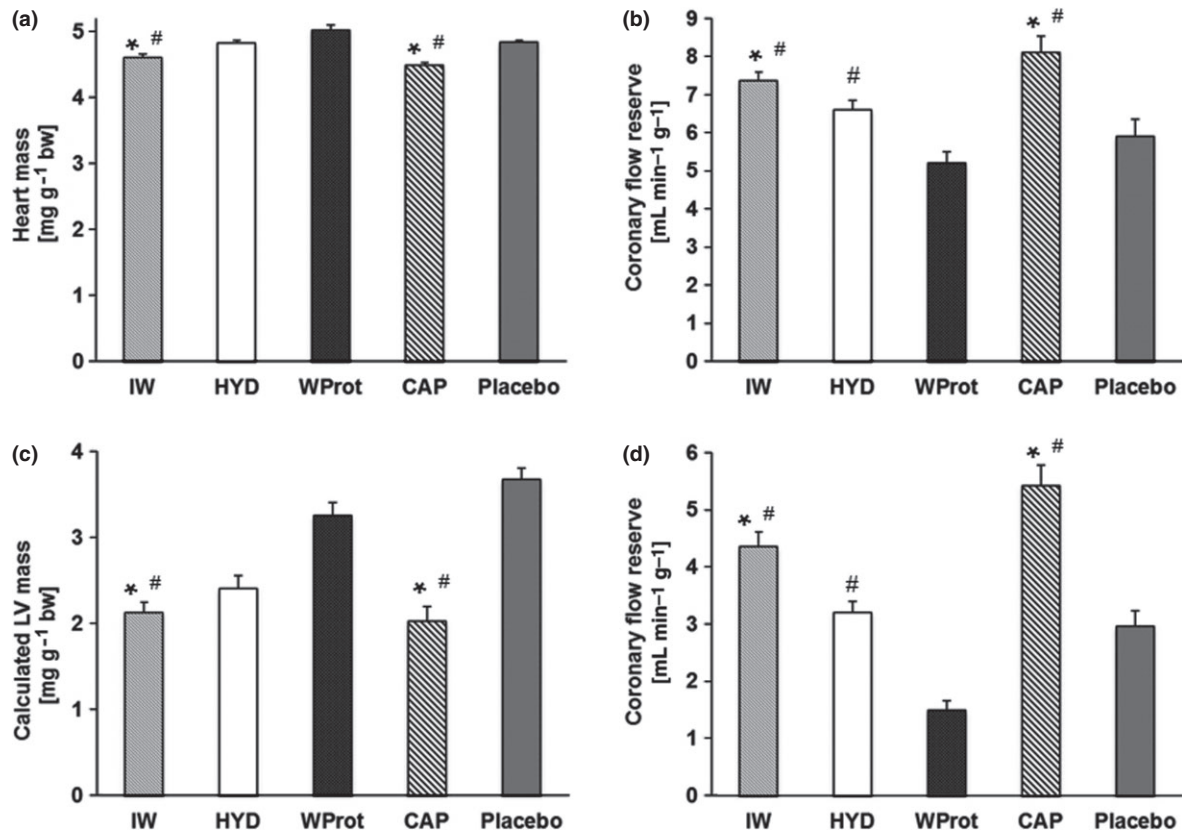 (a)
Heart mass
[mg g⁻¹ bw]
5
4
3
2
1
0
* #
* #
IW HYD WProt CAP Placebo
(b)
Coronary flow reserve
[mL min⁻¹ g⁻¹]
9
8
7
6
5
4
3
2
1
0
* #
#
* #
IW HYD WProt CAP Placebo
(c)
Calculated LV mass
[mg g⁻¹ bw]
4
3
2
1
0
* #
* #
IW HYD WProt CAP Placebo
(d)
Coronary flow reserve
[mL min⁻¹ g⁻¹]
6
5
4
3
2
1
0
* #
#
* #
IW HYD WProt CAP Placebo